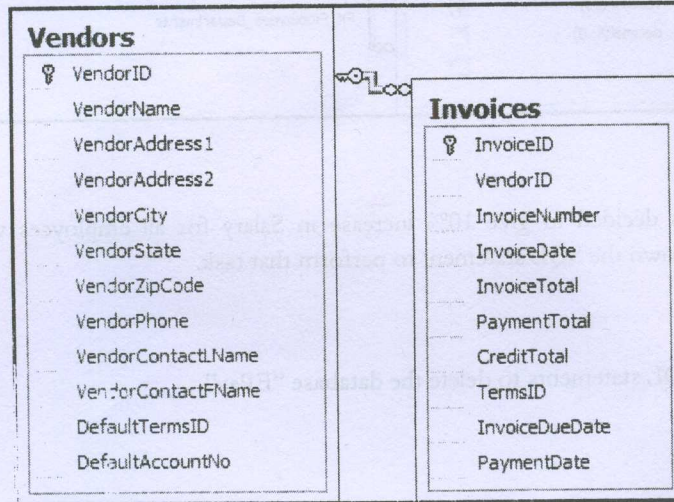 Vendors
VendorID
VendorName
VendorAddress1
VendorAddress2
VendorCity
VendorState
VendorZipCode
VendorPhone
VendorContactLName
VendorContactFName
DefaultTermsID
DefaultAccountNo
Invoices
InvoiceID
VendorID
InvoiceNumber
InvoiceDate
InvoiceTotal
PaymentTotal
CreditTotal
TermsID
InvoiceDueDate
PaymentDate